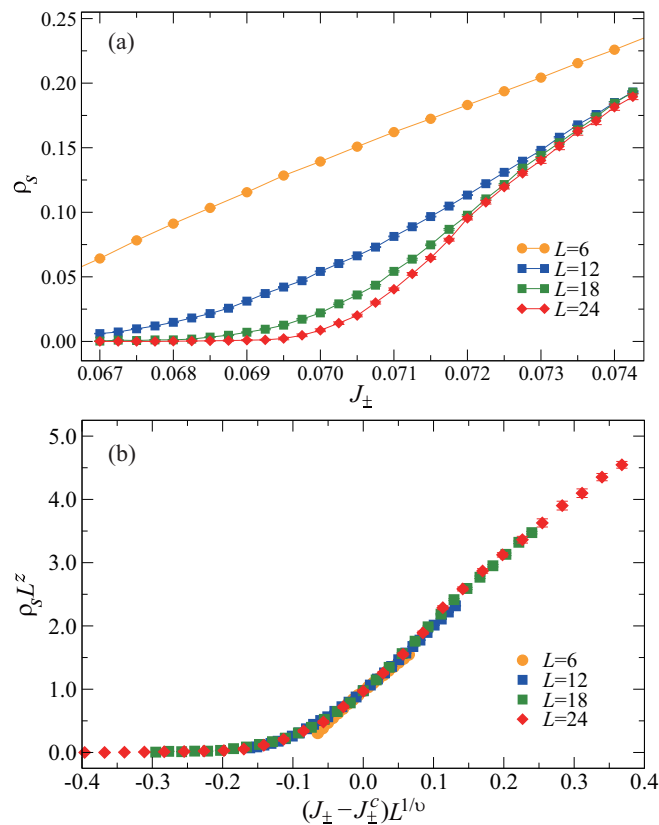 (a)
0.25
0.20
0.15
0.10
0.05
0.00
ρs
L=6
L=12
L=18
L=24
0.067 0.068 0.069 0.070 0.071 0.072 0.073 0.074
J±
(b)
5.0
4.0
3.0
2.0
1.0
0.0
ρsL^z
L=6
L=12
L=18
L=24
-0.4 -0.3 -0.2 -0.1 0.0 0.1 0.2 0.3 0.4
(J± − J±^c)L^1/υ